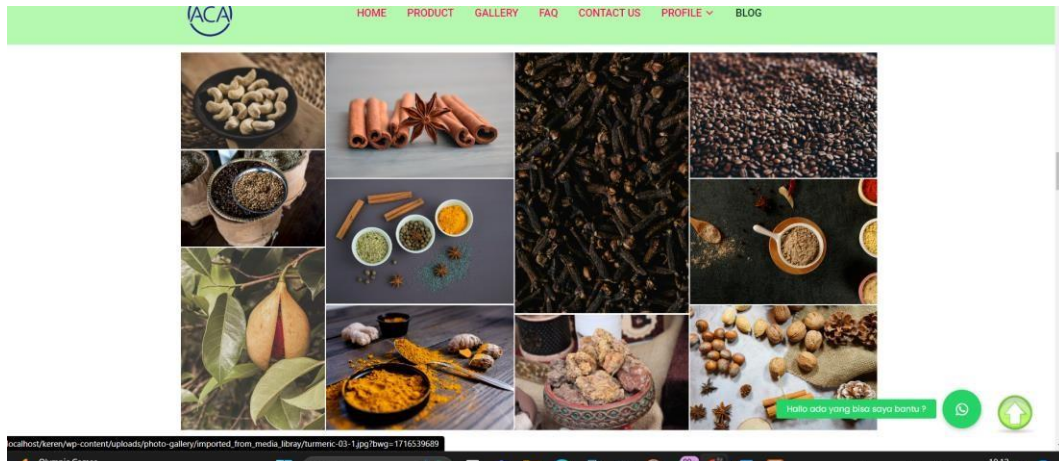 ACA
HOME PRODUCT GALLERY FAQ CONTACT US PROFILE BLOG
Hallo ada yang bisa saya bantu ?
localhost/keren/wp-content/uploads/photo-gallery/imported_from_media_libray/turmeric-03-1.jpg?bwg=1716539689